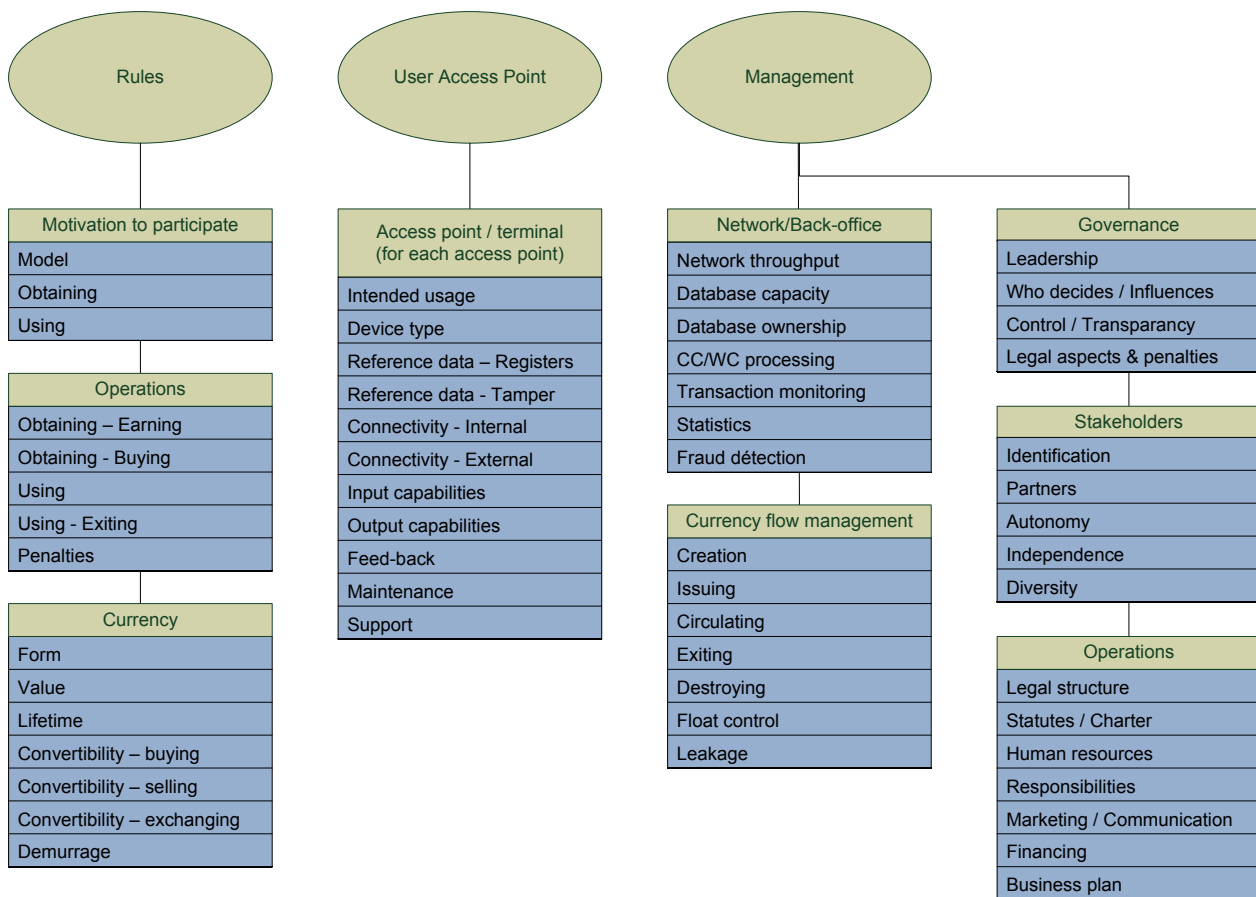 Rules
User Access Point
Management
Motivation to participate
Model
Obtaining
Using
Operations
Obtaining – Earning
Obtaining - Buying
Using
Using - Exiting
Penalties
Currency
Form
Value
Lifetime
Convertibility – buying
Convertibility – selling
Convertibility – exchanging
Demurrage
Access point / terminal
(for each access point)
Intended usage
Device type
Reference data – Registers
Reference data - Tamper
Connectivity - Internal
Connectivity - External
Input capabilities
Output capabilities
Feed-back
Maintenance
Support
Network/Back-office
Network throughput
Database capacity
Database ownership
CC/WC processing
Transaction monitoring
Statistics
Fraud détection
Currency flow management
Creation
Issuing
Circulating
Exiting
Destroying
Float control
Leakage
Governance
Leadership
Who decides / Influences
Control / Transparancy
Legal aspects & penalties
Stakeholders
Identification
Partners
Autonomy
Independence
Diversity
Operations
Legal structure
Statutes / Charter
Human resources
Responsibilities
Marketing / Communication
Financing
Business plan